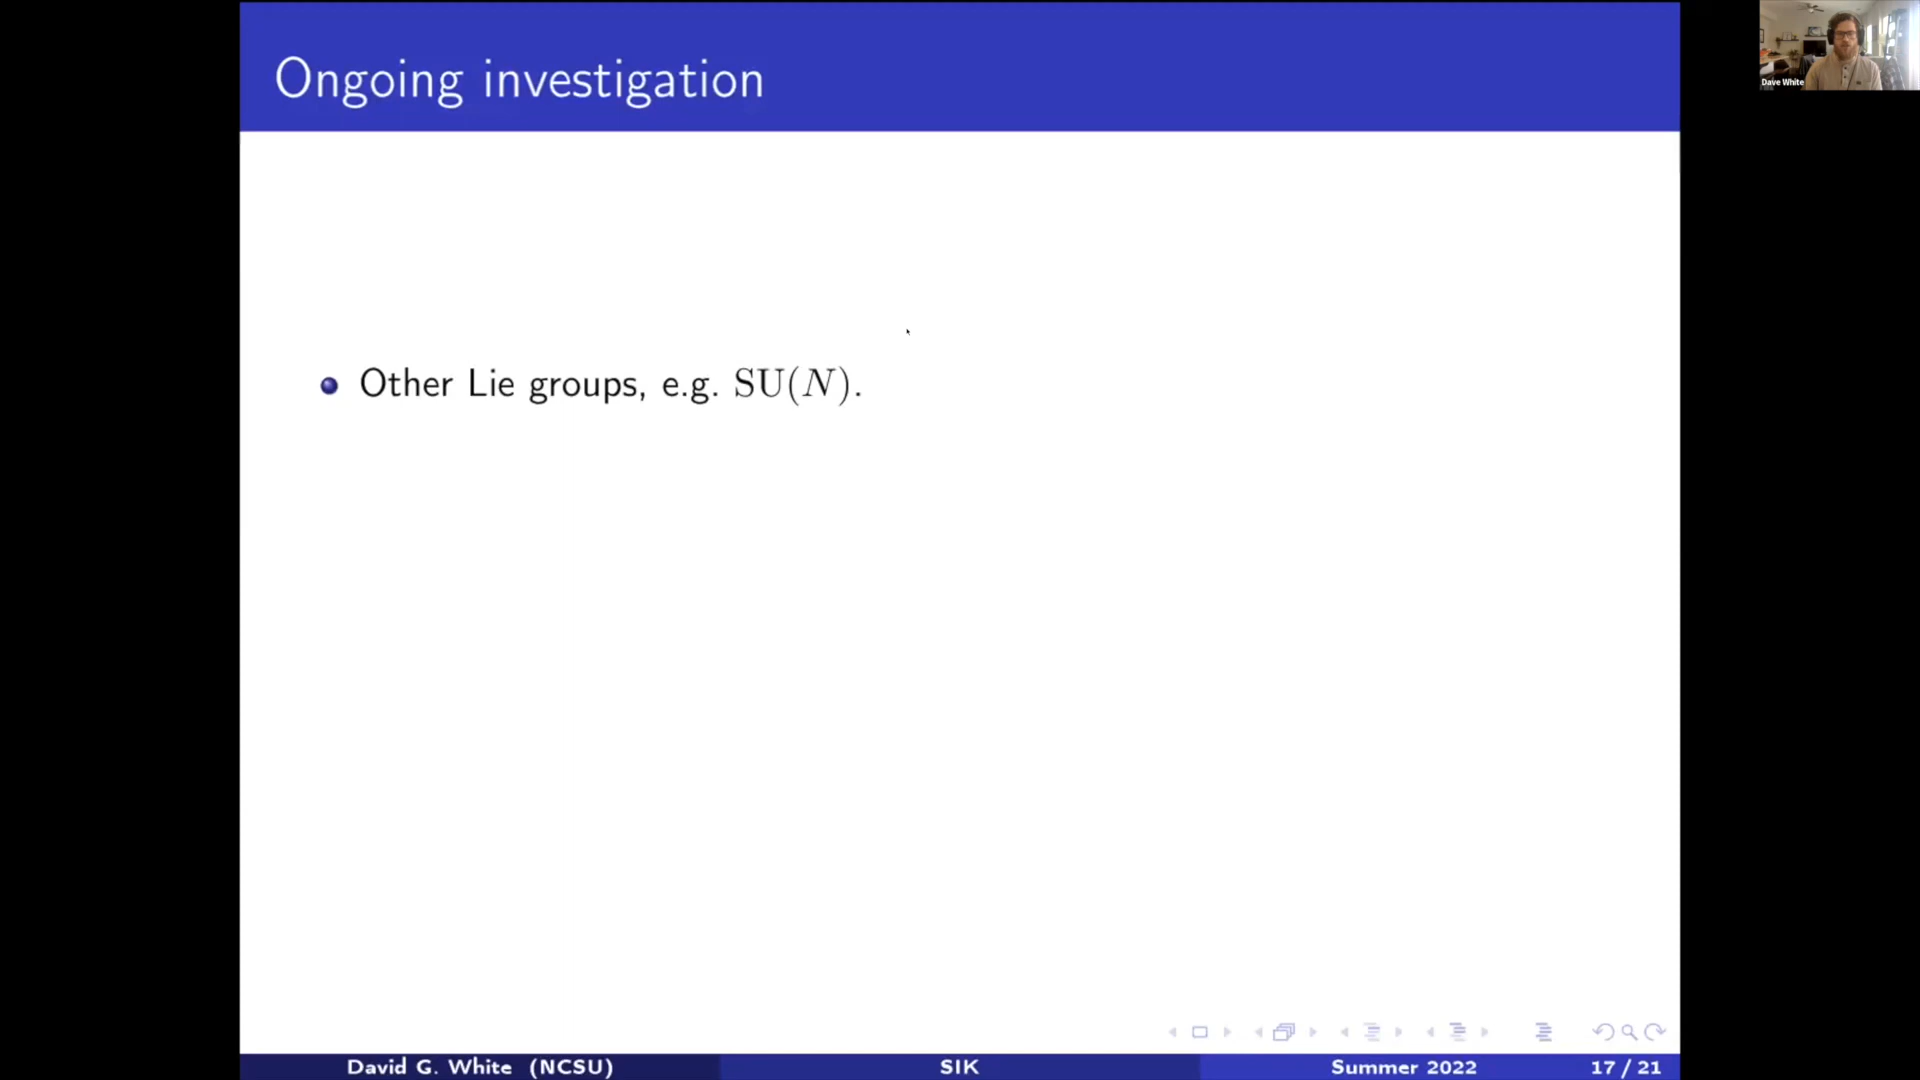 Ongoing investigation
Dave White
Other Lie groups, e.g. SU(N).
David G. White (NCSU)
SIK
Summer 2022
17 / 21